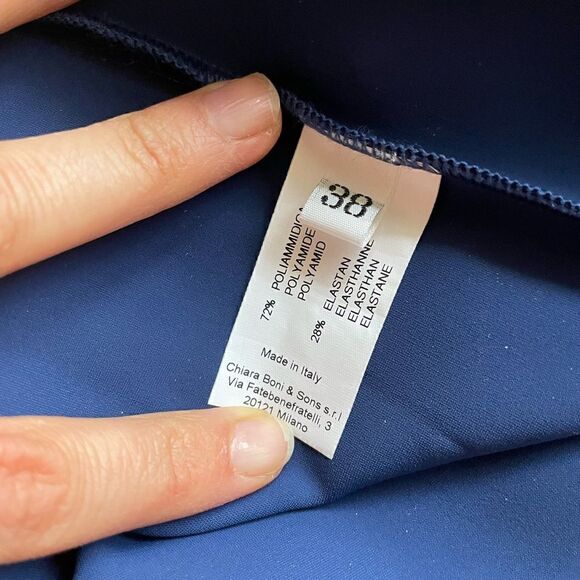 38
72% POLIAMMIDICA
POLYAMIDE
POLYAMID
28% ELASTAN
ELASTHANNE
ELASTHAN
ELASTANE
Made in Italy
Chiara Boni & Sons s.r.l
Via Fatebenefratelli, 3
20121 Milano